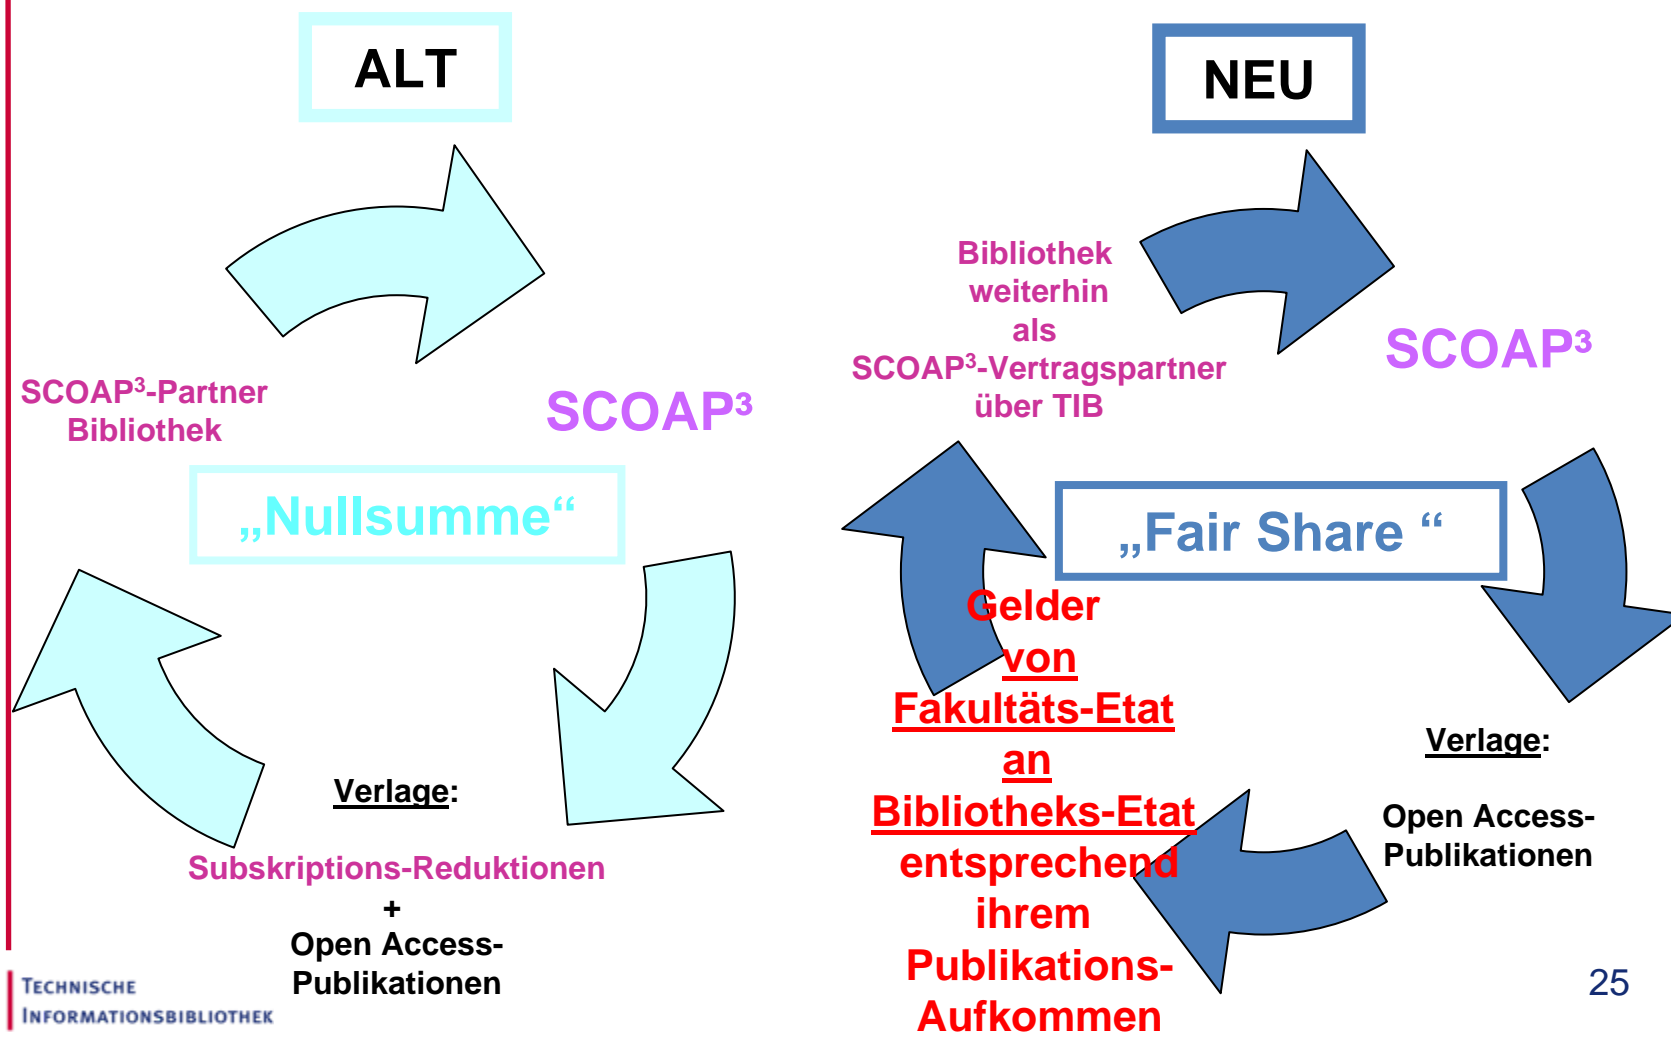 ALT
SCOAP³-Partner
Bibliothek
SCOAP³
„Nullsumme“
Verlage:
Subskriptions-Reduktionen
+
Open Access-
Publikationen
NEU
Bibliothek
weiterhin
als
SCOAP³-Vertragspartner
über TIB
SCOAP³
„Fair Share “
Gelder
von
Fakultäts-Etat
an
Bibliotheks-Etat
entsprechend
ihrem
Publikations-
Aufkommen
Verlage:
Open Access-
Publikationen
TECHNISCHE
INFORMATIONSBIBLIOTHEK
25